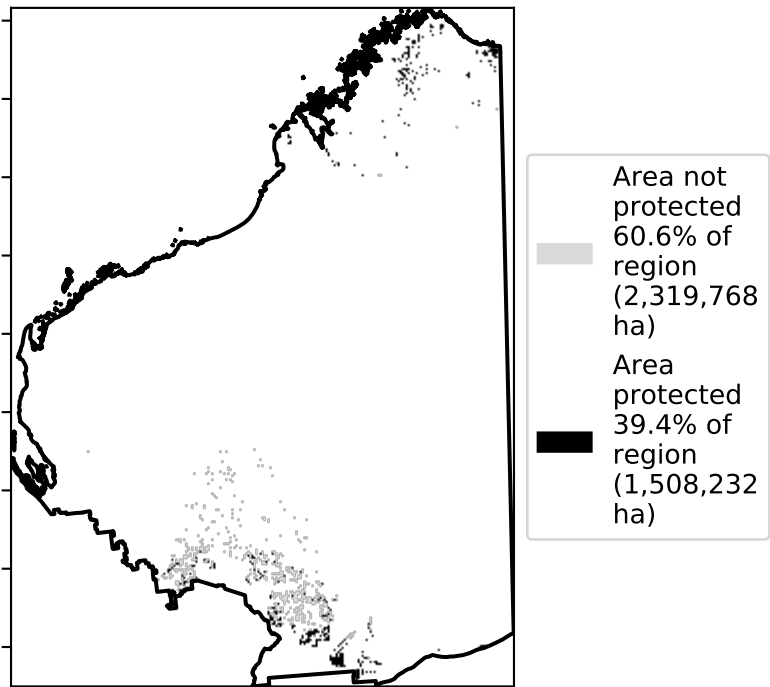 Area not
protected
60.6% of
region
(2,319,768
ha)
Area
protected
39.4% of
region
(1,508,232
ha)